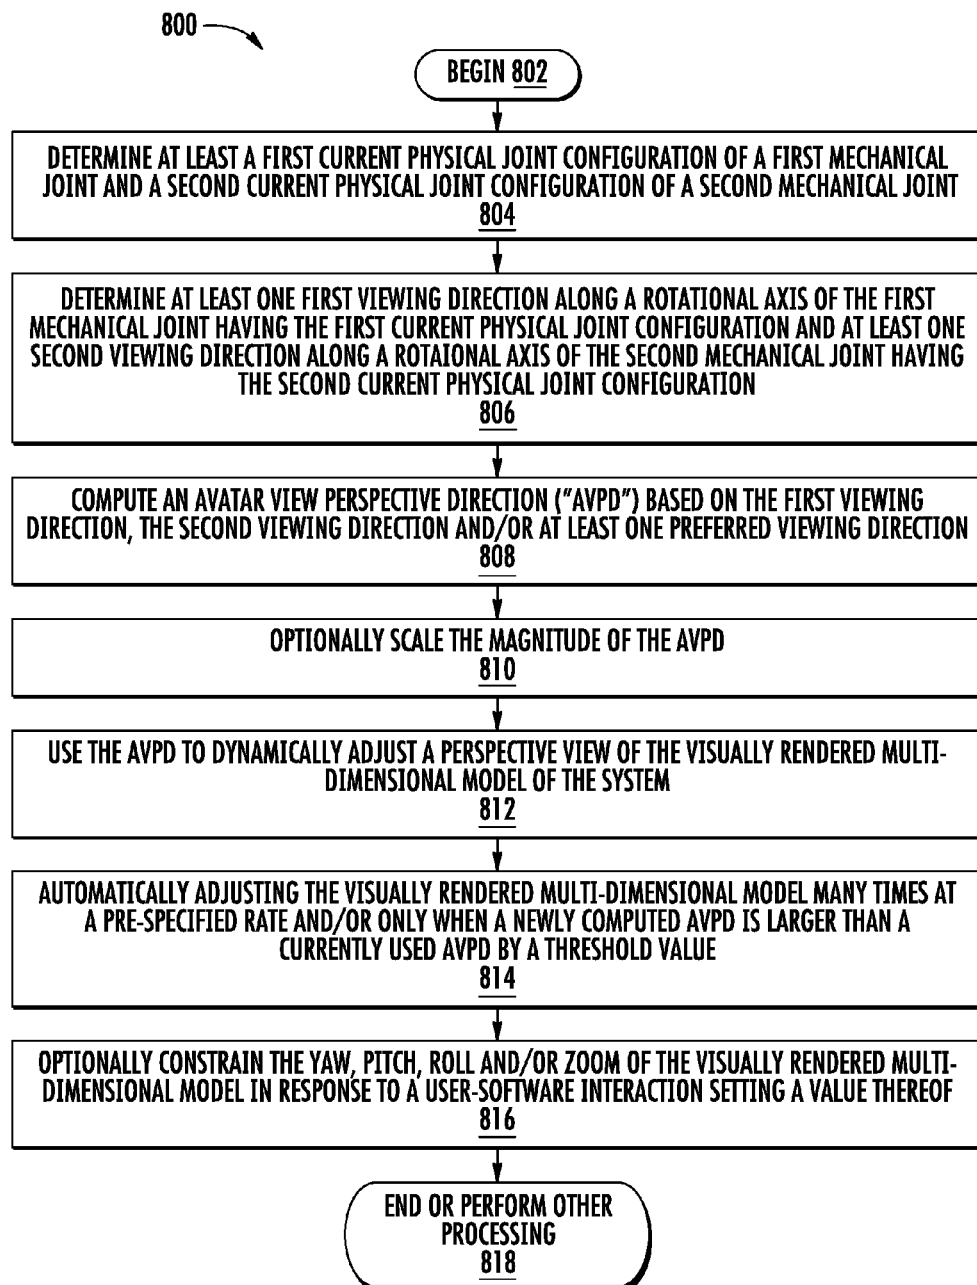 800
BEGIN 802
DETERMINE AT LEAST A FIRST CURRENT PHYSICAL JOINT CONFIGURATION OF A FIRST MECHANICAL
JOINT AND A SECOND CURRENT PHYSICAL JOINT CONFIGURATION OF A SECOND MECHANICAL JOINT
804
DETERMINE AT LEAST ONE FIRST VIEWING DIRECTION ALONG A ROTATIONAL AXIS OF THE FIRST
MECHANICAL JOINT HAVING THE FIRST CURRENT PHYSICAL JOINT CONFIGURATION AND AT LEAST ONE
SECOND VIEWING DIRECTION ALONG A ROTAIONAL AXIS OF THE SECOND MECHANICAL JOINT HAVING
THE SECOND CURRENT PHYSICAL JOINT CONFIGURATION
806
COMPUTE AN AVATAR VIEW PERSPECTIVE DIRECTION ("AVPD") BASED ON THE FIRST VIEWING
DIRECTION, THE SECOND VIEWING DIRECTION AND/OR AT LEAST ONE PREFERRED VIEWING DIRECTION
808
OPTIONALLY SCALE THE MAGNITUDE OF THE AVPD
810
USE THE AVPD TO DYNAMICALLY ADJUST A PERSPECTIVE VIEW OF THE VISUALLY RENDERED MULTI-
DIMENSIONAL MODEL OF THE SYSTEM
812
AUTOMATICALLY ADJUSTING THE VISUALLY RENDERED MULTI-DIMENSIONAL MODEL MANY TIMES AT
A PRE-SPECIFIED RATE AND/OR ONLY WHEN A NEWLY COMPUTED AVPD IS LARGER THAN A
CURRENTLY USED AVPD BY A THRESHOLD VALUE
814
OPTIONALLY CONSTRAIN THE YAW, PITCH, ROLL AND/OR ZOOM OF THE VISUALLY RENDERED MULTI-
DIMENSIONAL MODEL IN RESPONSE TO A USER-SOFTWARE INTERACTION SETTING A VALUE THEREOF
816
END OR PERFORM OTHER
PROCESSING
818